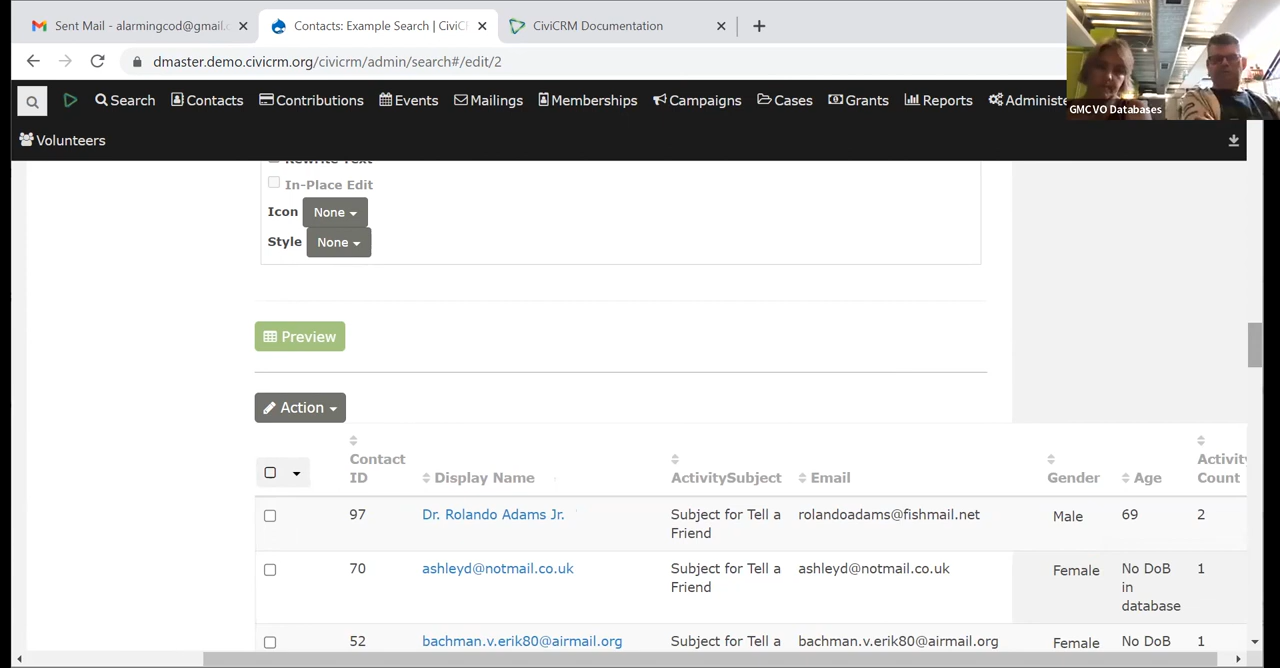 Sent Mail - alarmingcod@gmail.c
Contacts: Example Search | CiviC
CiviCRM Documentation
dmaster.demo.civicrm.org/civicrm/admin/search#/edit/2
Search Contacts Contributions Events Mailings Memberships Campaigns Cases Grants Reports Administe
GMCVO Databases
Volunteers
Rewrite Text
In-Place Edit
Icon None
Style None
Preview
Action
Contact ID
Display Name
ActivitySubject
Email
Gender
Age
Activity Count
97 Dr. Rolando Adams Jr. Subject for Tell a Friend rolandoadams@fishmail.net Male 69 2
70 ashleyd@notmail.co.uk Subject for Tell a Friend ashleyd@notmail.co.uk Female No DoB in database 1
52 bachman.v.erik80@airmail.org Subject for Tell a bachman.v.erik80@airmail.org Female No DoB 1